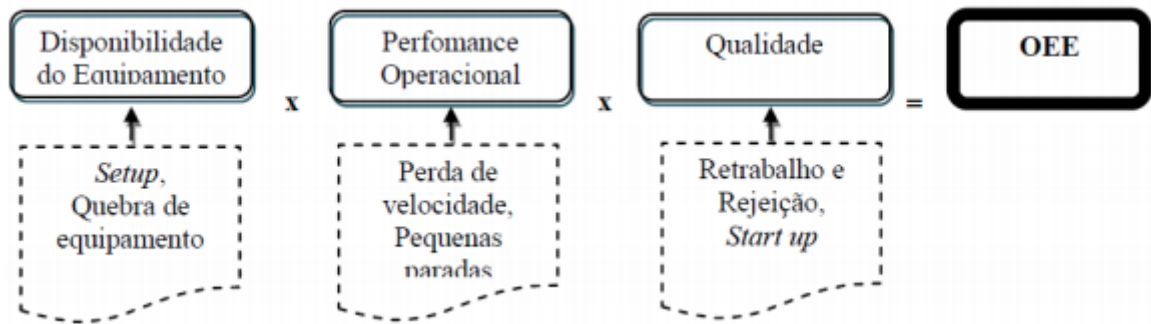 Disponibilidade
do Equipamento
x
Perfomance
Operacional
x
Qualidade
=
OEE
Setup,
Quebra de
equipamento
Perda de
velocidade,
Pequenas
paradas
Retrabalho e
Rejeição,
Start up